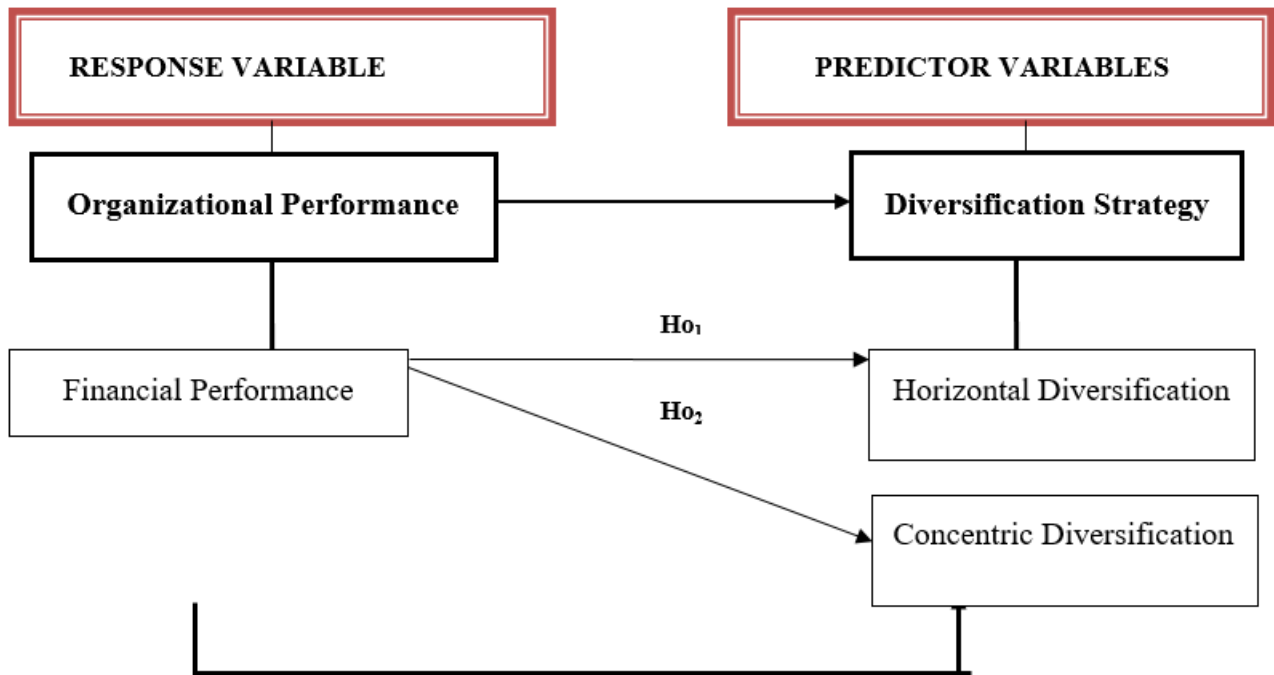 RESPONSE VARIABLE
PREDICTOR VARIABLES
Organizational Performance
Diversification Strategy
Ho₁
Financial Performance
Horizontal Diversification
Ho₂
Concentric Diversification